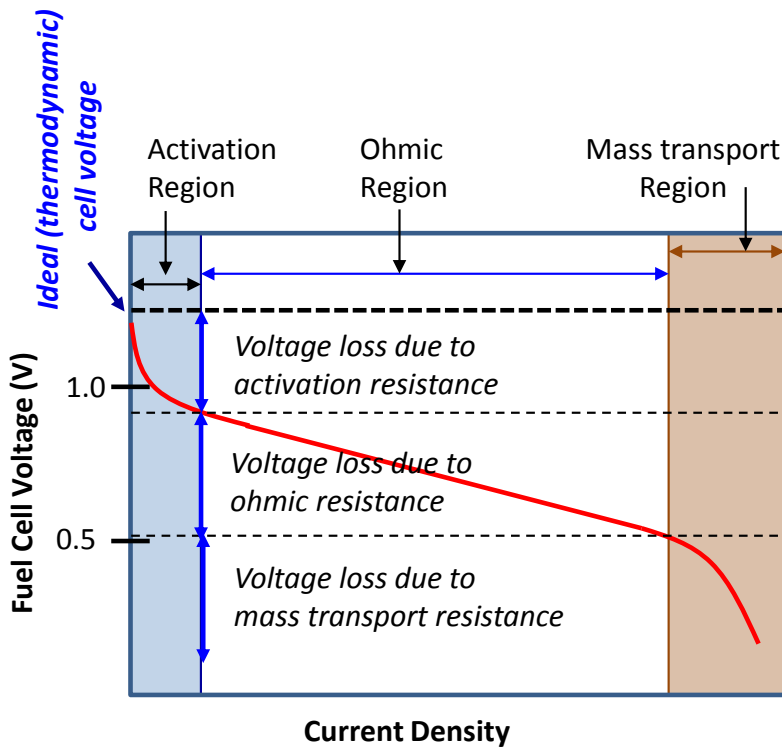 Ideal (thermodynamic)
cell voltage
Activation
Region
Ohmic
Region
Mass transport
Region
Voltage loss due to
activation resistance
1.0
Voltage loss due to
ohmic resistance
0.5
Voltage loss due to
mass transport resistance
Fuel Cell Voltage (V)
Current Density